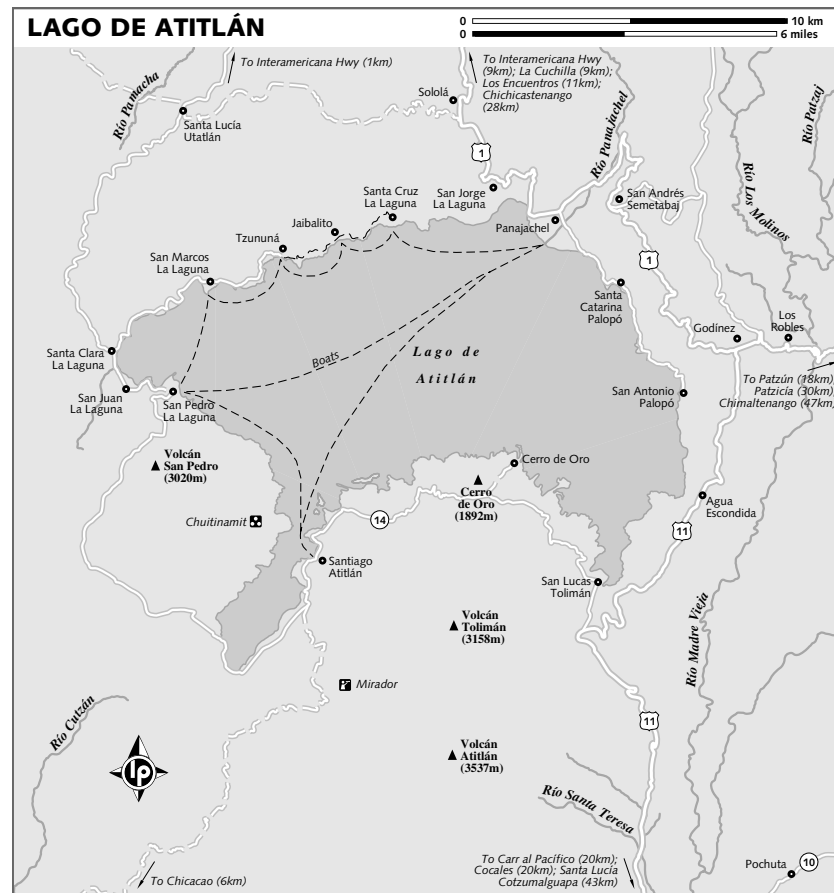 LAGO DE ATITLÁN
0 10 km
0 6 miles
To Interamericana Hwy (1km)
To Interamericana Hwy
(9km); La Cuchilla (9km);
Los Encuentros (11km);
Chichicastenango
(28km)
Río Pamacha
Sololá
Santa Lucía
Utatlán
1
Río Panajachel
Río Patzaj
Río Los Molinos
Santa Cruz
La Laguna
San Jorge
La Laguna
San Andrés
Semetabaj
Jaibalito
Panajachel
Tzununá
San Marcos
La Laguna
1
Santa
Catarina
Palopó
Godínez
Los
Robles
Santa Clara
La Laguna
Boats
Lago de
Atitlán
San Juan
La Laguna
San Pedro
La Laguna
San Antonio
Palopó
To Patzún (18km);
Patzicía (30km);
Chimaltenango (47km)
Volcán
San Pedro
(3020m)
Cerro de Oro
Cerro
de Oro
(1892m)
Agua
Escondida
Chuitinamit
14
11
Santiago
Atitlán
San Lucas
Tolimán
Volcán
Tolimán
(3158m)
Río Madre Vieja
Mirador
Río Cutzán
11
lp
Volcán
Atitlán
(3537m)
Río Santa Teresa
To Chicacao (6km)
To Carr al Pacífico (20km);
Cocales (20km); Santa Lucía
Cotzumalguapa (43km)
Pochuta
10